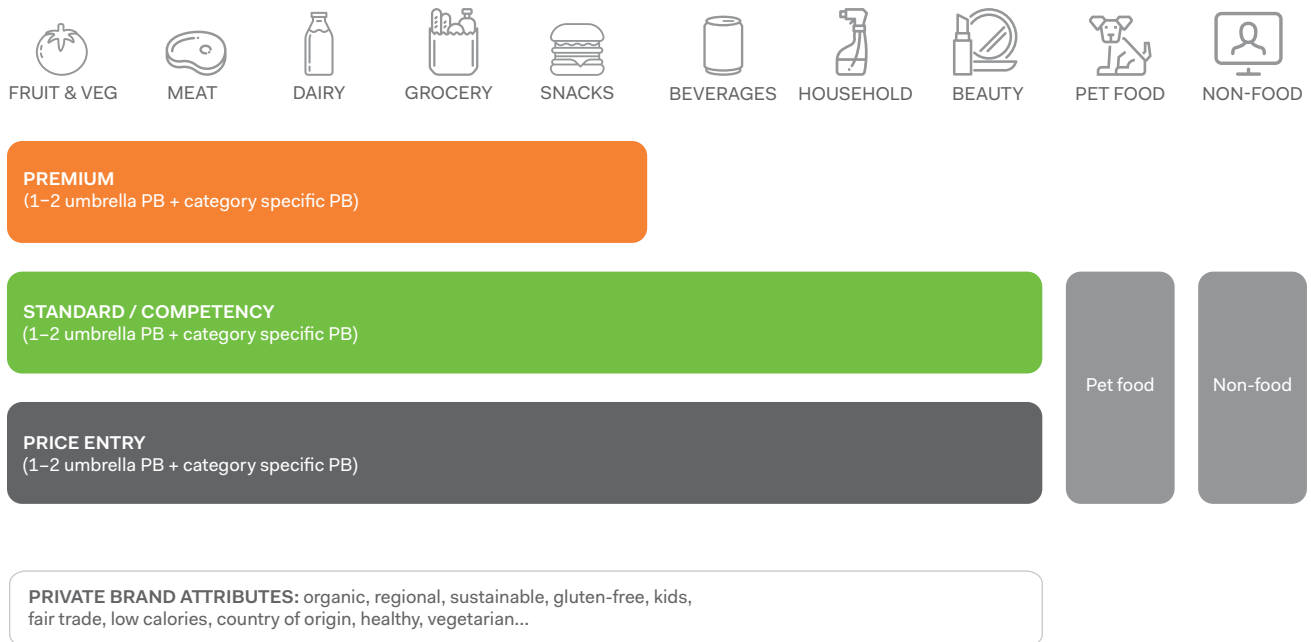 FRUIT & VEG
MEAT
DAIRY
GROCERY
SNACKS
BEVERAGES
HOUSEHOLD
BEAUTY
PET FOOD
NON-FOOD
PREMIUM
(1–2 umbrella PB + category specific PB)
STANDARD / COMPETENCY
(1–2 umbrella PB + category specific PB)
PRICE ENTRY
(1–2 umbrella PB + category specific PB)
Pet food
Non-food
PRIVATE BRAND ATTRIBUTES: organic, regional, sustainable, gluten-free, kids,
fair trade, low calories, country of origin, healthy, vegetarian...